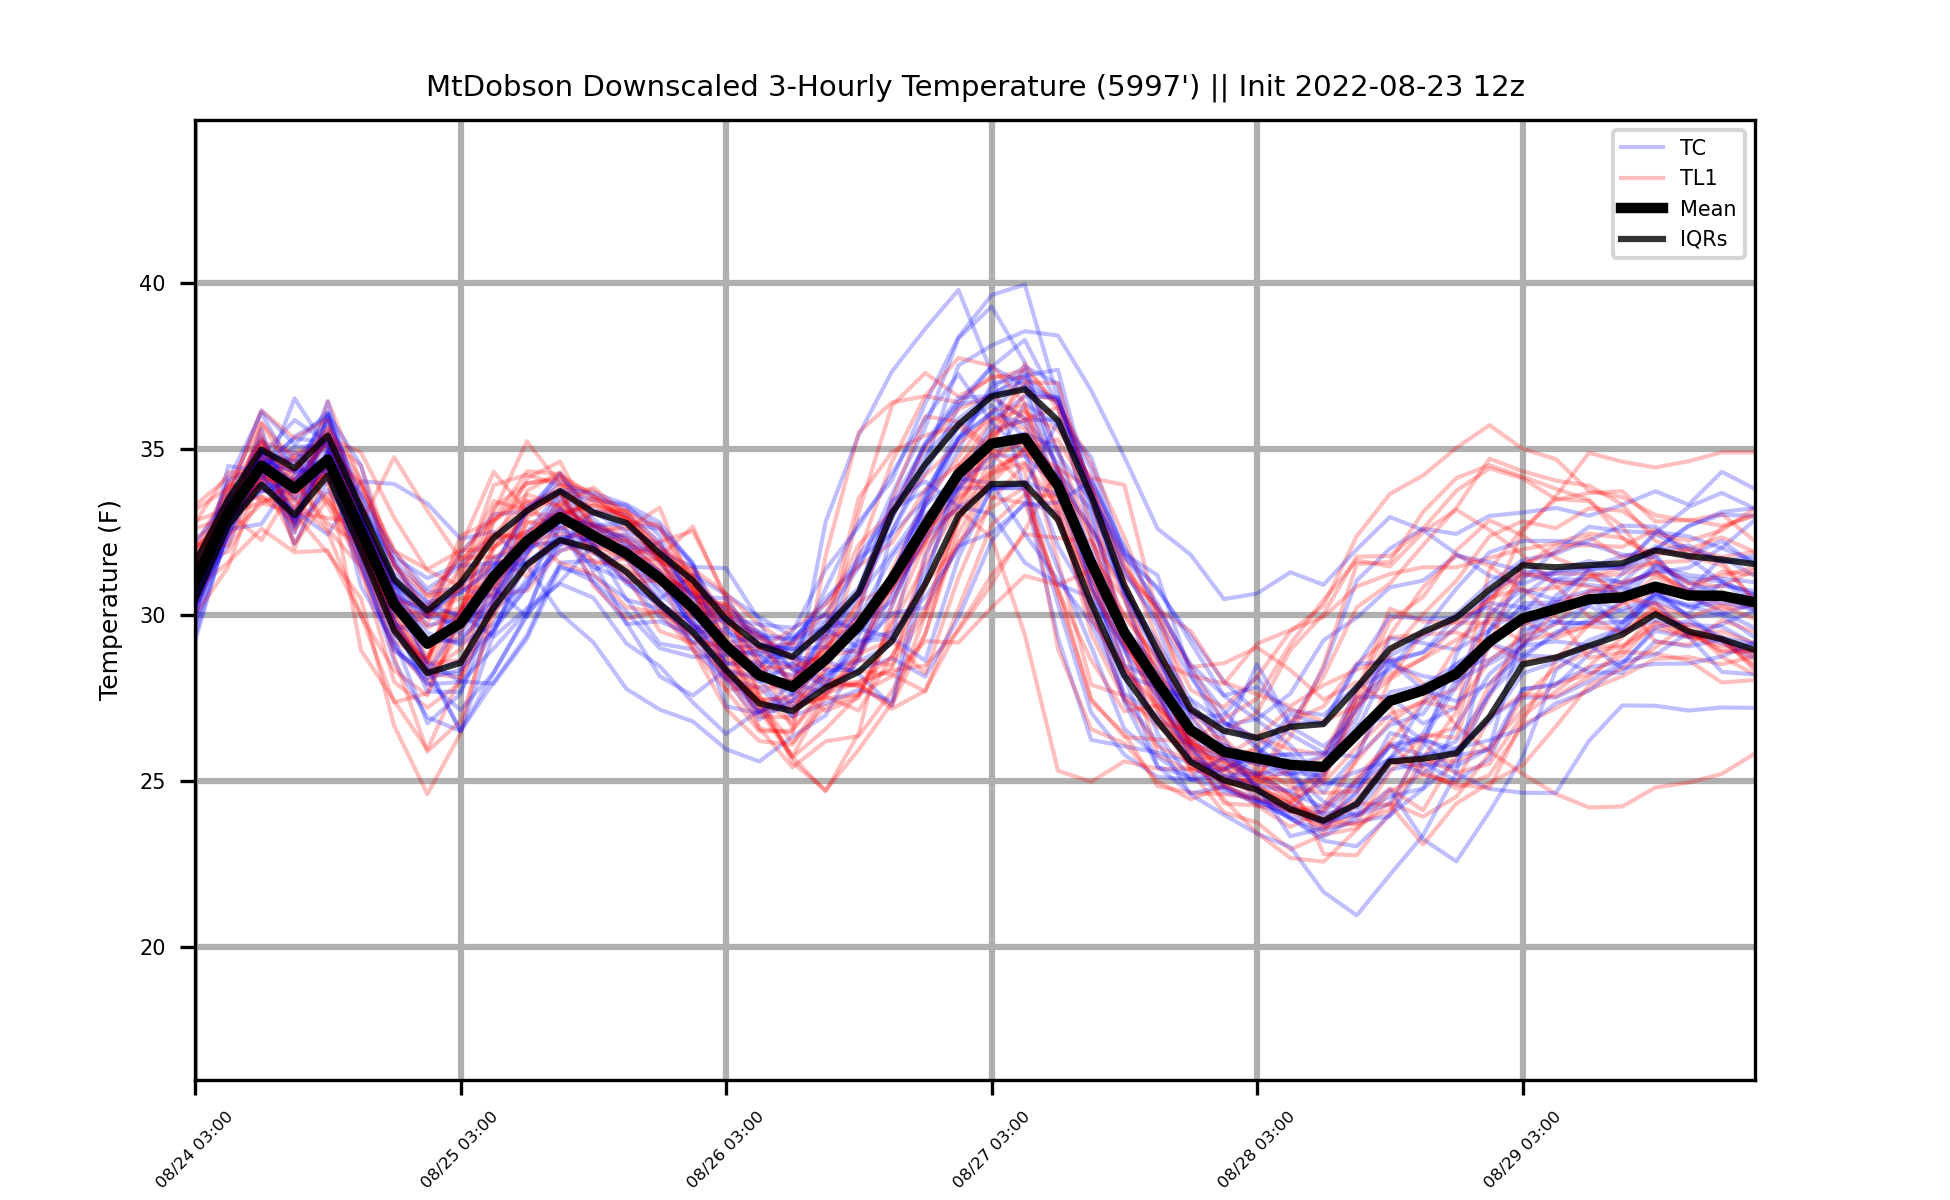 MtDobson Downscaled 3-Hourly Temperature (5997') || Init 2022-08-23 12z
TC
TL1
Mean
IQRs
Temperature (F)
40
35
30
25
20
08/24 03:00
08/25 03:00
08/26 03:00
08/27 03:00
08/28 03:00
08/29 03:00